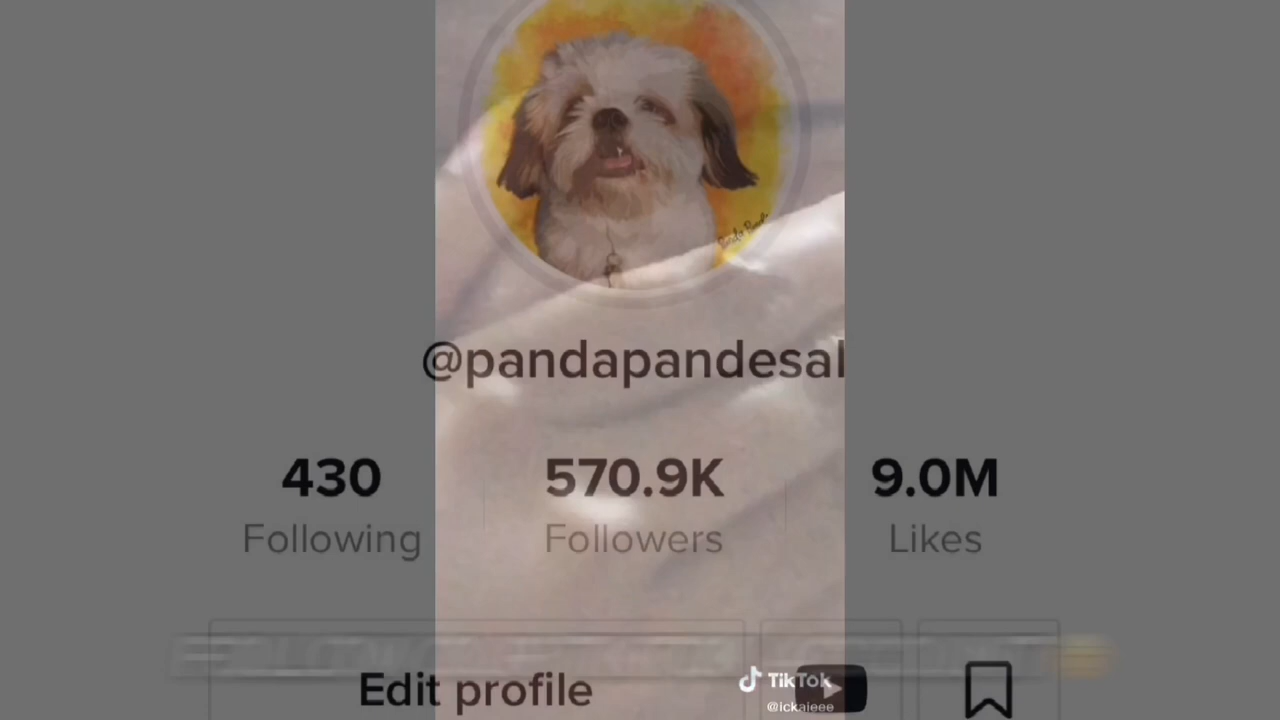 @pandapandesal
430 570.9K 9.0M
Following Followers Likes
Edit profile
TikTok
@ickaieee